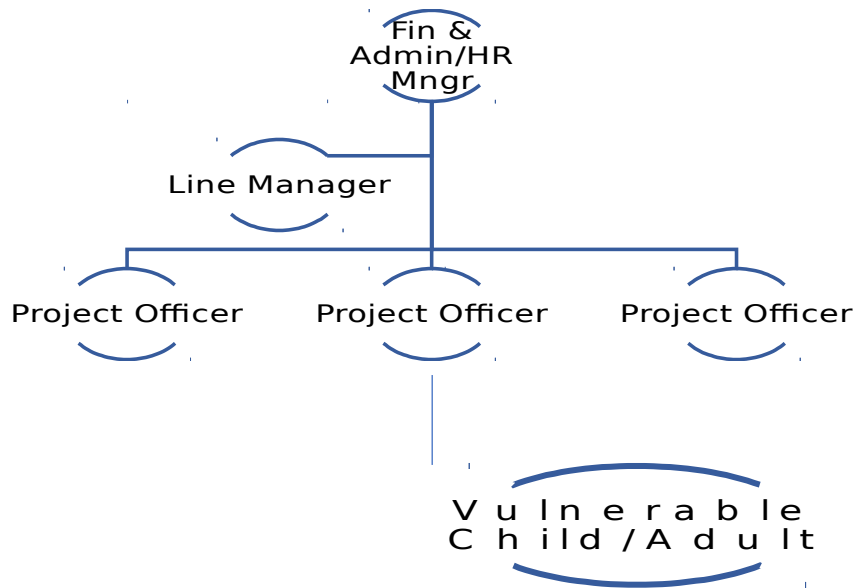 Fin &
Admin/HR
Mngr
Line Manager
Project Officer
Project Officer
Project Officer
Vulnerable
Child/Adult